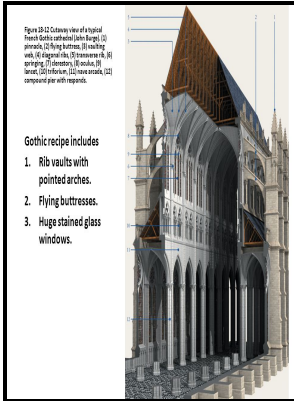 Figure 18-12 Cutaway view of a typical
French Gothic cathedral (John Burge). (1)
pinnacle, (2) flying buttress, (3) vaulting
web, (4) diagonal ribs, (5) transverse rib, (6)
springing, (7) clerestory, (8) oculus, (9)
lancet, (10) triforium, (11) nave arcade, (12)
compound pier with responds.
Gothic recipe includes
1. Rib vaults with
pointed arches.
2. Flying buttresses.
3. Huge stained glass
windows.